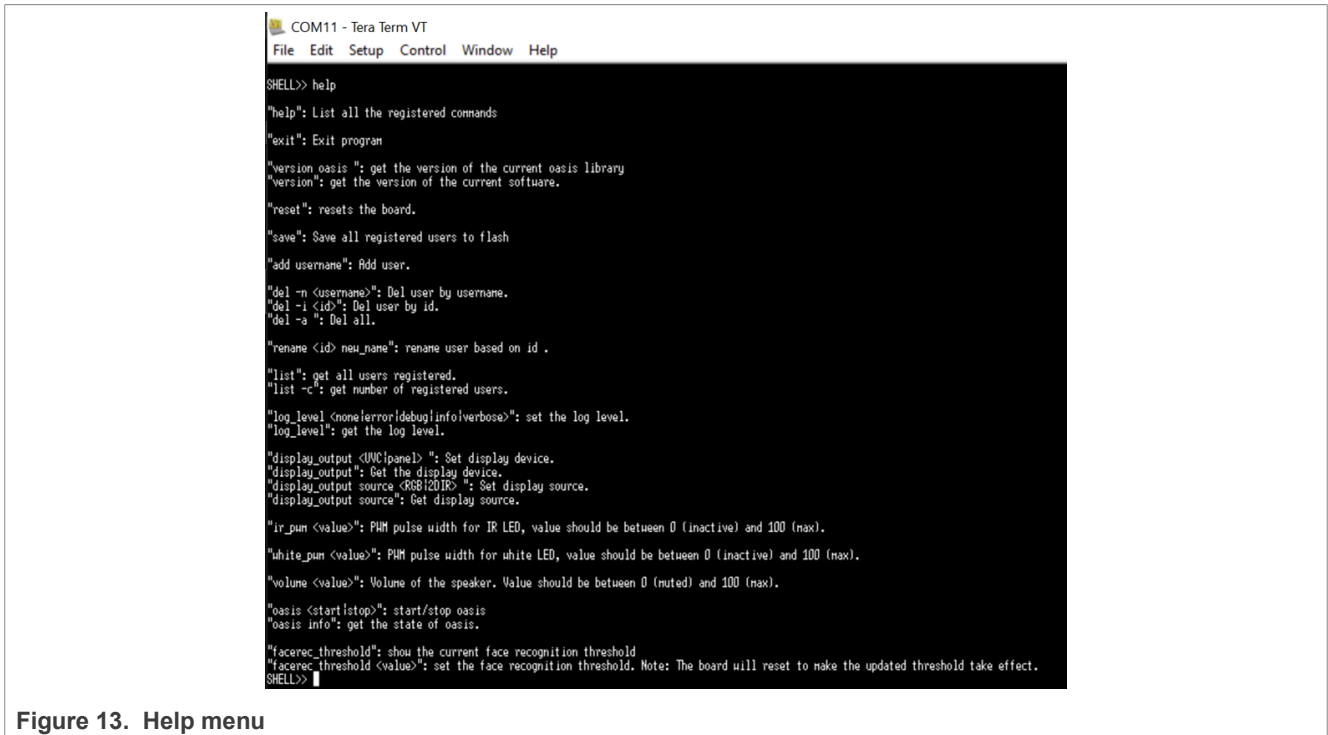 COM11 - Tera Term VT
File Edit Setup Control Window Help
SHELL>> help
"help": List all the registered commands
"exit": Exit program
"version oasis ": get the version of the current oasis library
"version": get the version of the current software.
"reset": resets the board.
"save": Save all registered users to flash
"add username": Add user.
"del -n <username>": Del user by username.
"del -i <id>": Del user by id.
"del -a ": Del all.
"rename <id> new_name": rename user based on id .
"list": get all users registered.
"list -c": get number of registered users.
"log_level <none|error|debug|info|verbose>": set the log level.
"log_level": get the log level.
"display_output <UVC|panel> ": Set display device.
"display_output": Get the display device.
"display_output source <RGB|2DIR> ": Set display source.
"display_output source": Get display source.
"ir_pwm <value>": PWM pulse width for IR LED, value should be between 0 (inactive) and 100 (max).
"white_pwm <value>": PWM pulse width for white LED, value should be between 0 (inactive) and 100 (max).
"volume <value>": Volume of the speaker. Value should be between 0 (muted) and 100 (max).
"oasis <start|stop>": start/stop oasis
"oasis info": get the state of oasis.
"facerec_threshold": show the current face recognition threshold
"facerec_threshold <value>": set the face recognition threshold. Note: The board will reset to make the updated threshold take effect.
SHELL>>
Figure 13. Help menu